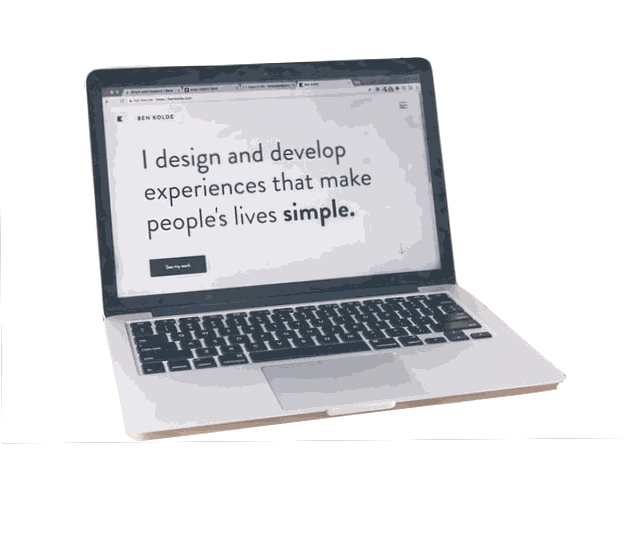 BEN KOLDE
I design and develop
experiences that make
people's lives simple.
See my work